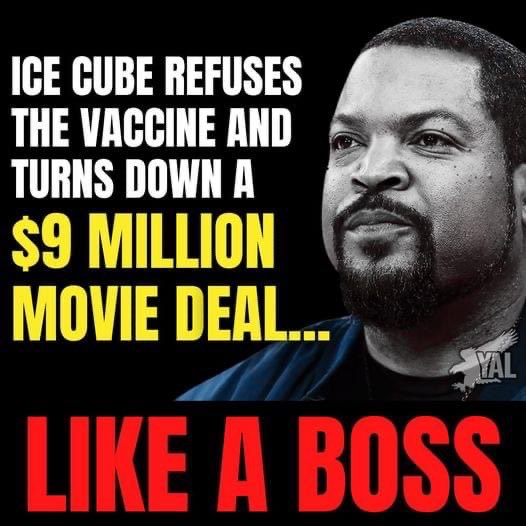 ICE CUBE REFUSES
THE VACCINE AND
TURNS DOWN A
$9 MILLION
MOVIE DEAL...
YAL
LIKE A BOSS